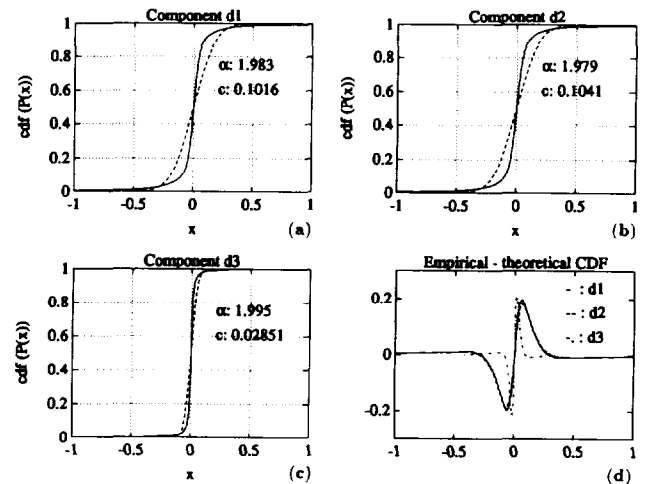 Component d1
cdf (P(x))
1
0.8
0.6
0.4
0.2
0
α: 1.983
c: 0.1016
-1 -0.5 0 0.5 1
x
(a)
Component d2
cdf (P(x))
1
0.8
0.6
0.4
0.2
0
α: 1.979
c: 0.1041
-1 -0.5 0 0.5 1
x
(b)
Component d3
cdf (P(x))
1
0.8
0.6
0.4
0.2
0
α: 1.995
c: 0.02851
-1 -0.5 0 0.5 1
x
(c)
Empirical - theoretical CDF
0.2
0
-0.2
- : d1
-- : d2
-. : d3
-1 -0.5 0 0.5 1
(d)